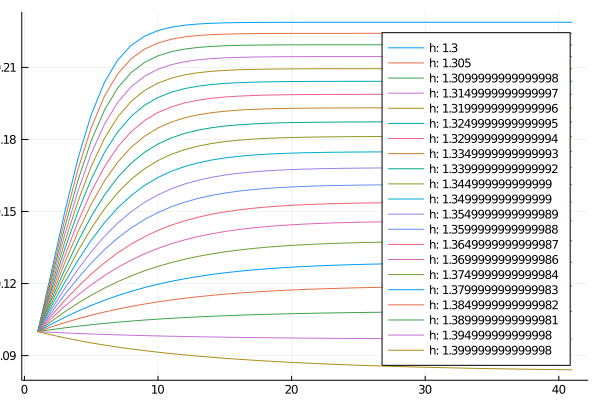 .21
.18
.15
.12
.09
h: 1.3
h: 1.305
h: 1.3099999999999998
h: 1.3149999999999997
h: 1.3199999999999996
h: 1.3249999999999995
h: 1.3299999999999994
h: 1.3349999999999993
h: 1.3399999999999992
h: 1.344999999999999
h: 1.349999999999999
h: 1.3549999999999989
h: 1.3599999999999988
h: 1.3649999999999987
h: 1.3699999999999986
h: 1.3749999999999984
h: 1.3799999999999983
h: 1.3849999999999982
h: 1.3899999999999981
h: 1.394999999999998
h: 1.399999999999998
0 10 20 30 40